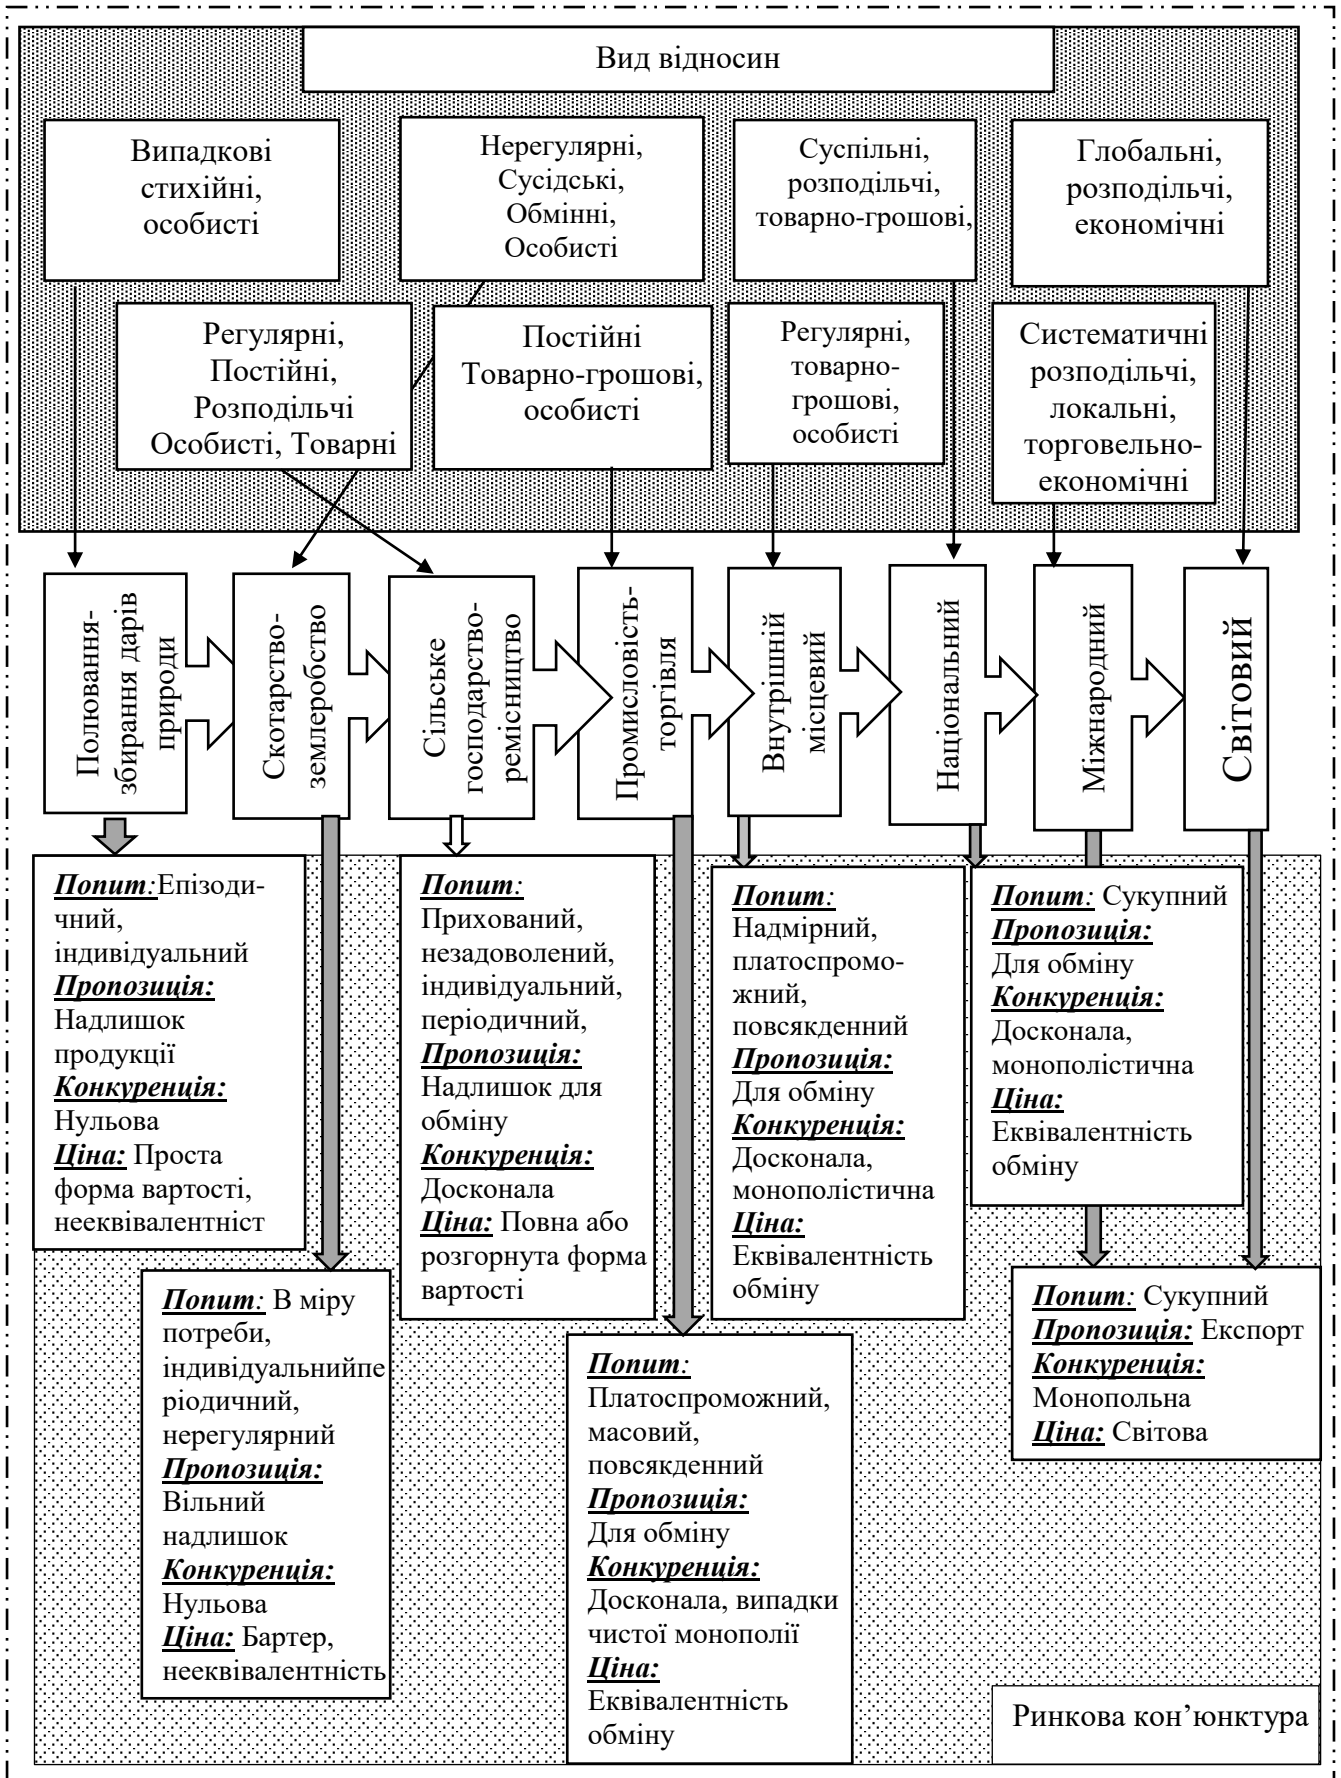 Вид відносин
Випадкові
стихійні,
особисті
Нерегулярні,
Сусідські,
Обмінні,
Особисті
Суспільні,
розподільчі,
товарно-грошові,
Глобальні,
розподільчі,
економічні
Регулярні,
Постійні,
Розподільчі
Особисті, Товарні
Постійні
Товарно-грошові,
особисті
Регулярні,
товарно-
грошові,
особисті
Систематичні
розподільчі,
локальні,
торговельно-
економічні
Полювання-
збирання дарів
природи
Скотарство-
землеробство
Сільське
господарство-
ремісництво
Промисловість-
торгівля
Внутрішній
місцевий
Національний
Міжнародний
Світовий
Попит:Епізоди-
чний,
індивідуальний
Пропозиція:
Надлишок
продукції
Конкуренція:
Нульова
Ціна: Проста
форма вартості,
нееквівалентніст
Попит:
Прихований,
незадоволений,
індивідуальний,
періодичний,
Пропозиція:
Надлишок для
обміну
Конкуренція:
Досконала
Ціна: Повна або
розгорнута форма
вартості
Попит:
Надмірний,
платоспромо-
жний,
повсякденний
Пропозиція:
Для обміну
Конкуренція:
Досконала,
монополістична
Ціна:
Еквівалентність
обміну
Попит: Сукупний
Пропозиція:
Для обміну
Конкуренція:
Досконала,
монополістична
Ціна:
Еквівалентність
обміну
Попит: В міру
потреби,
індивідуальнийпе
ріодичний,
нерегулярний
Пропозиція:
Вільний
надлишок
Конкуренція:
Нульова
Ціна: Бартер,
нееквівалентність
Попит:
Платоспроможний,
масовий,
повсякденний
Пропозиція:
Для обміну
Конкуренція:
Досконала, випадки
чистої монополії
Ціна:
Еквівалентність
обміну
Попит: Сукупний
Пропозиція: Експорт
Конкуренція:
Монопольна
Ціна: Світова
Ринкова кон’юнктура